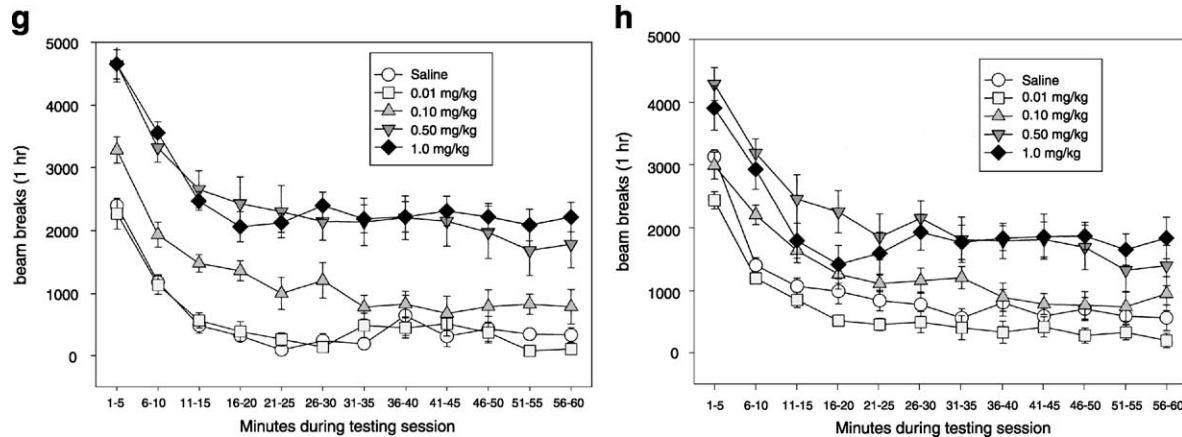 g
5000
4000
3000
2000
1000
0
beam breaks (1 hr)
Saline
0.01 mg/kg
0.10 mg/kg
0.50 mg/kg
1.0 mg/kg
1-5 6-10 11-15 16-20 21-25 26-30 31-35 36-40 41-45 46-50 51-55 56-60
Minutes during testing session
h
5000
4000
3000
2000
1000
0
beam breaks (1 hr)
Saline
0.01 mg/kg
0.10 mg/kg
0.50 mg/kg
1.0 mg/kg
1-5 6-10 11-15 16-20 21-25 26-30 31-35 36-40 41-45 46-50 51-55 56-60
Minutes during testing session